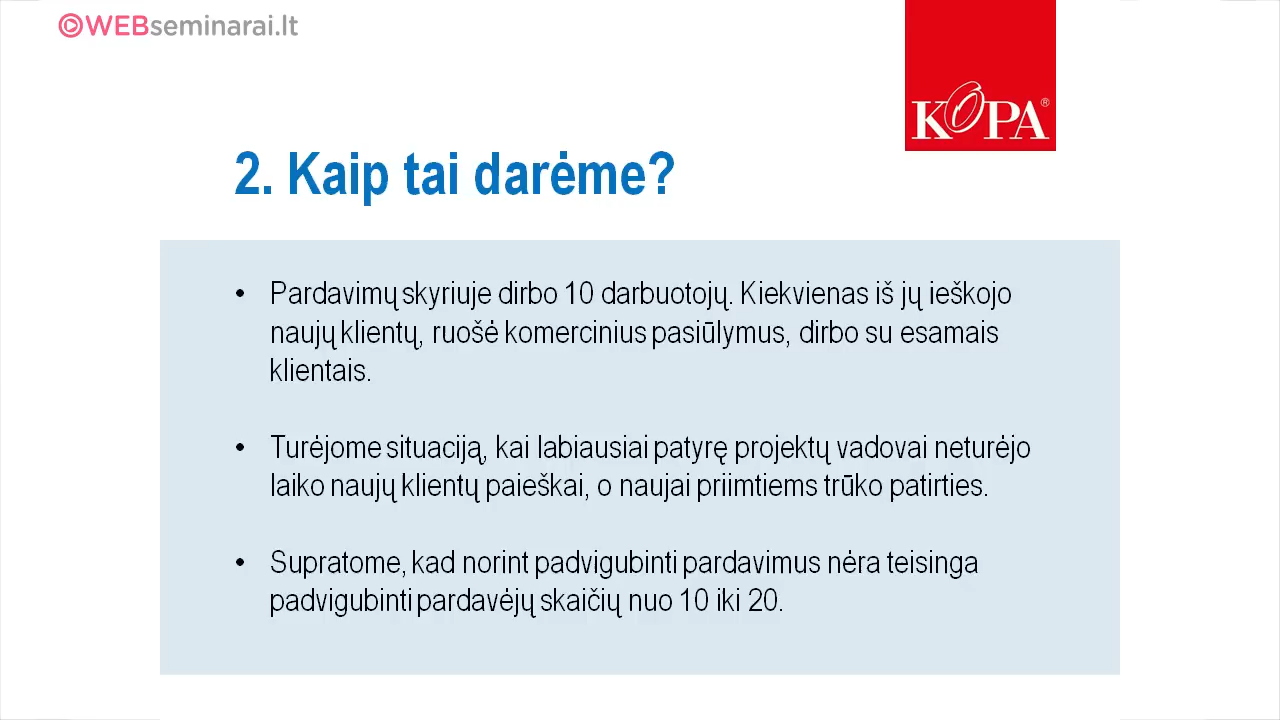 WEBseminarai.lt
KOPA®
2. Kaip tai darėme?
• Pardavimų skyriuje dirbo 10 darbuotojų. Kiekvienas iš jų ieškojo
naujų klientų, ruošė komercinius pasiūlymus, dirbo su esamais
klientais.
• Turėjome situaciją, kai labiausiai patyrę projektų vadovai neturėjo
laiko naujų klientų paieškai, o naujai priimtiems trūko patirties.
• Supratome, kad norint padvigubinti pardavimus nėra teisinga
padvigubinti pardavėjų skaičių nuo 10 iki 20.